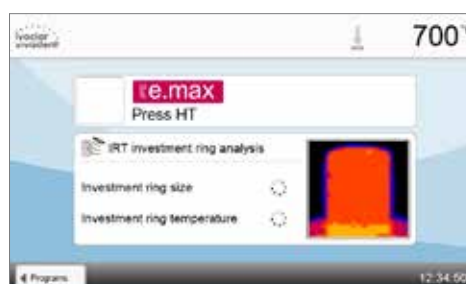 ivoclar
vivadent
700°
e.max
Press HT
IRT investment ring analysis
Investment ring size
Investment ring temperature
Programs
12:34:50